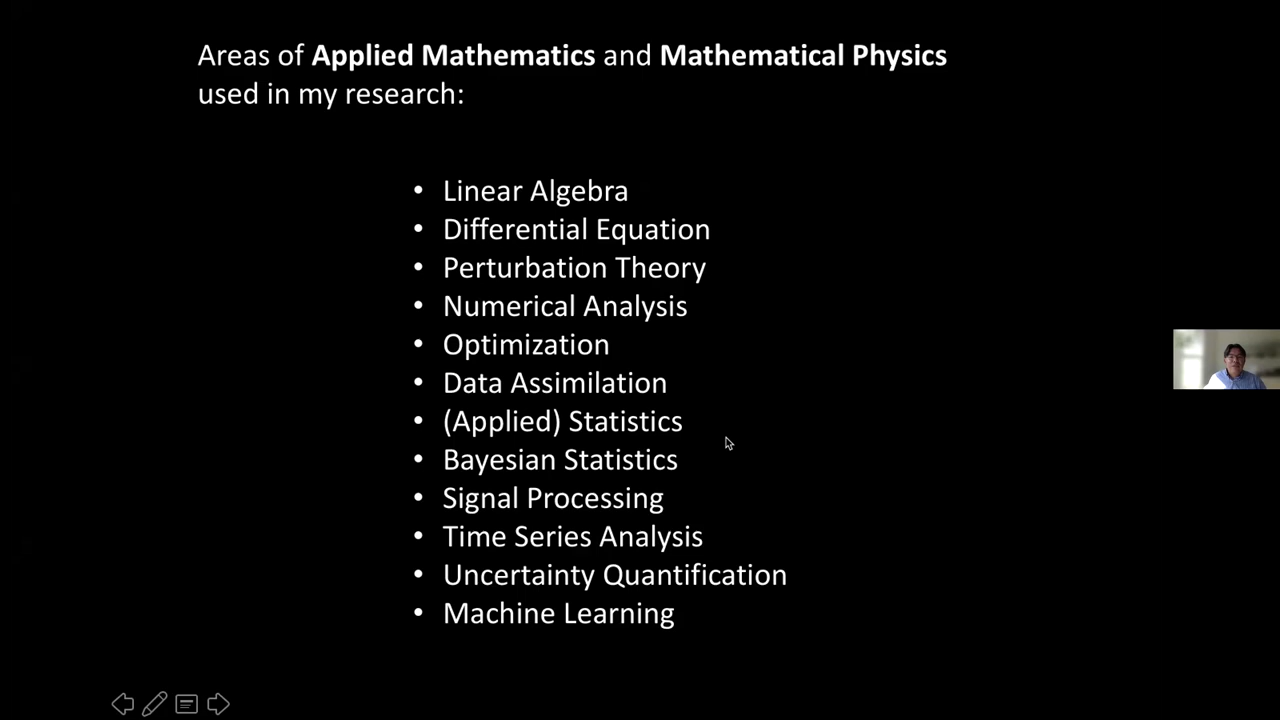 Areas of Applied Mathematics and Mathematical Physics
used in my research:
• Linear Algebra
• Differential Equation
• Perturbation Theory
• Numerical Analysis
• Optimization
• Data Assimilation
• (Applied) Statistics
• Bayesian Statistics
• Signal Processing
• Time Series Analysis
• Uncertainty Quantification
• Machine Learning